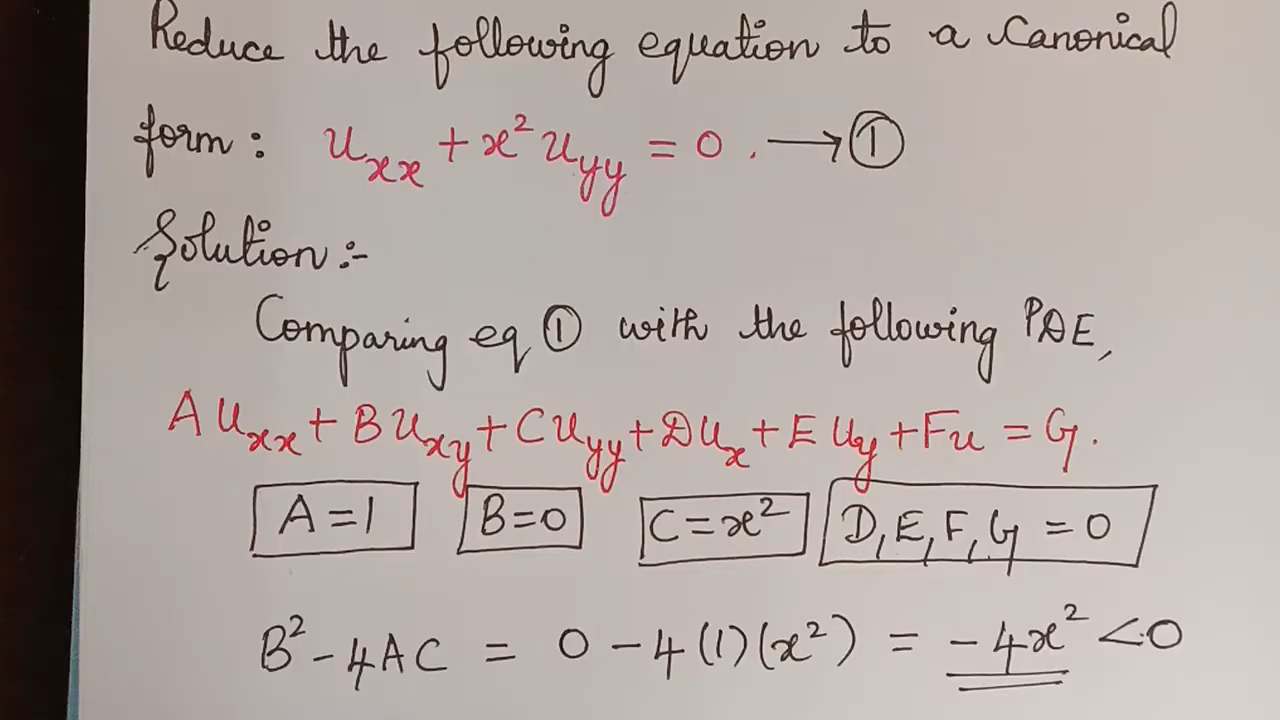 Reduce the following equation to a Canonical
form: u_xx + x² u_yy = 0. → ①
Solution :-
Comparing eq ① with the following PDE,
A u_xx + B u_xy + C u_yy + D u_x + E u_y + F u = G.
A = 1 B = 0 C = x² D, E, F, G = 0
B² - 4AC = 0 - 4(1)(x²) = -4x² < 0